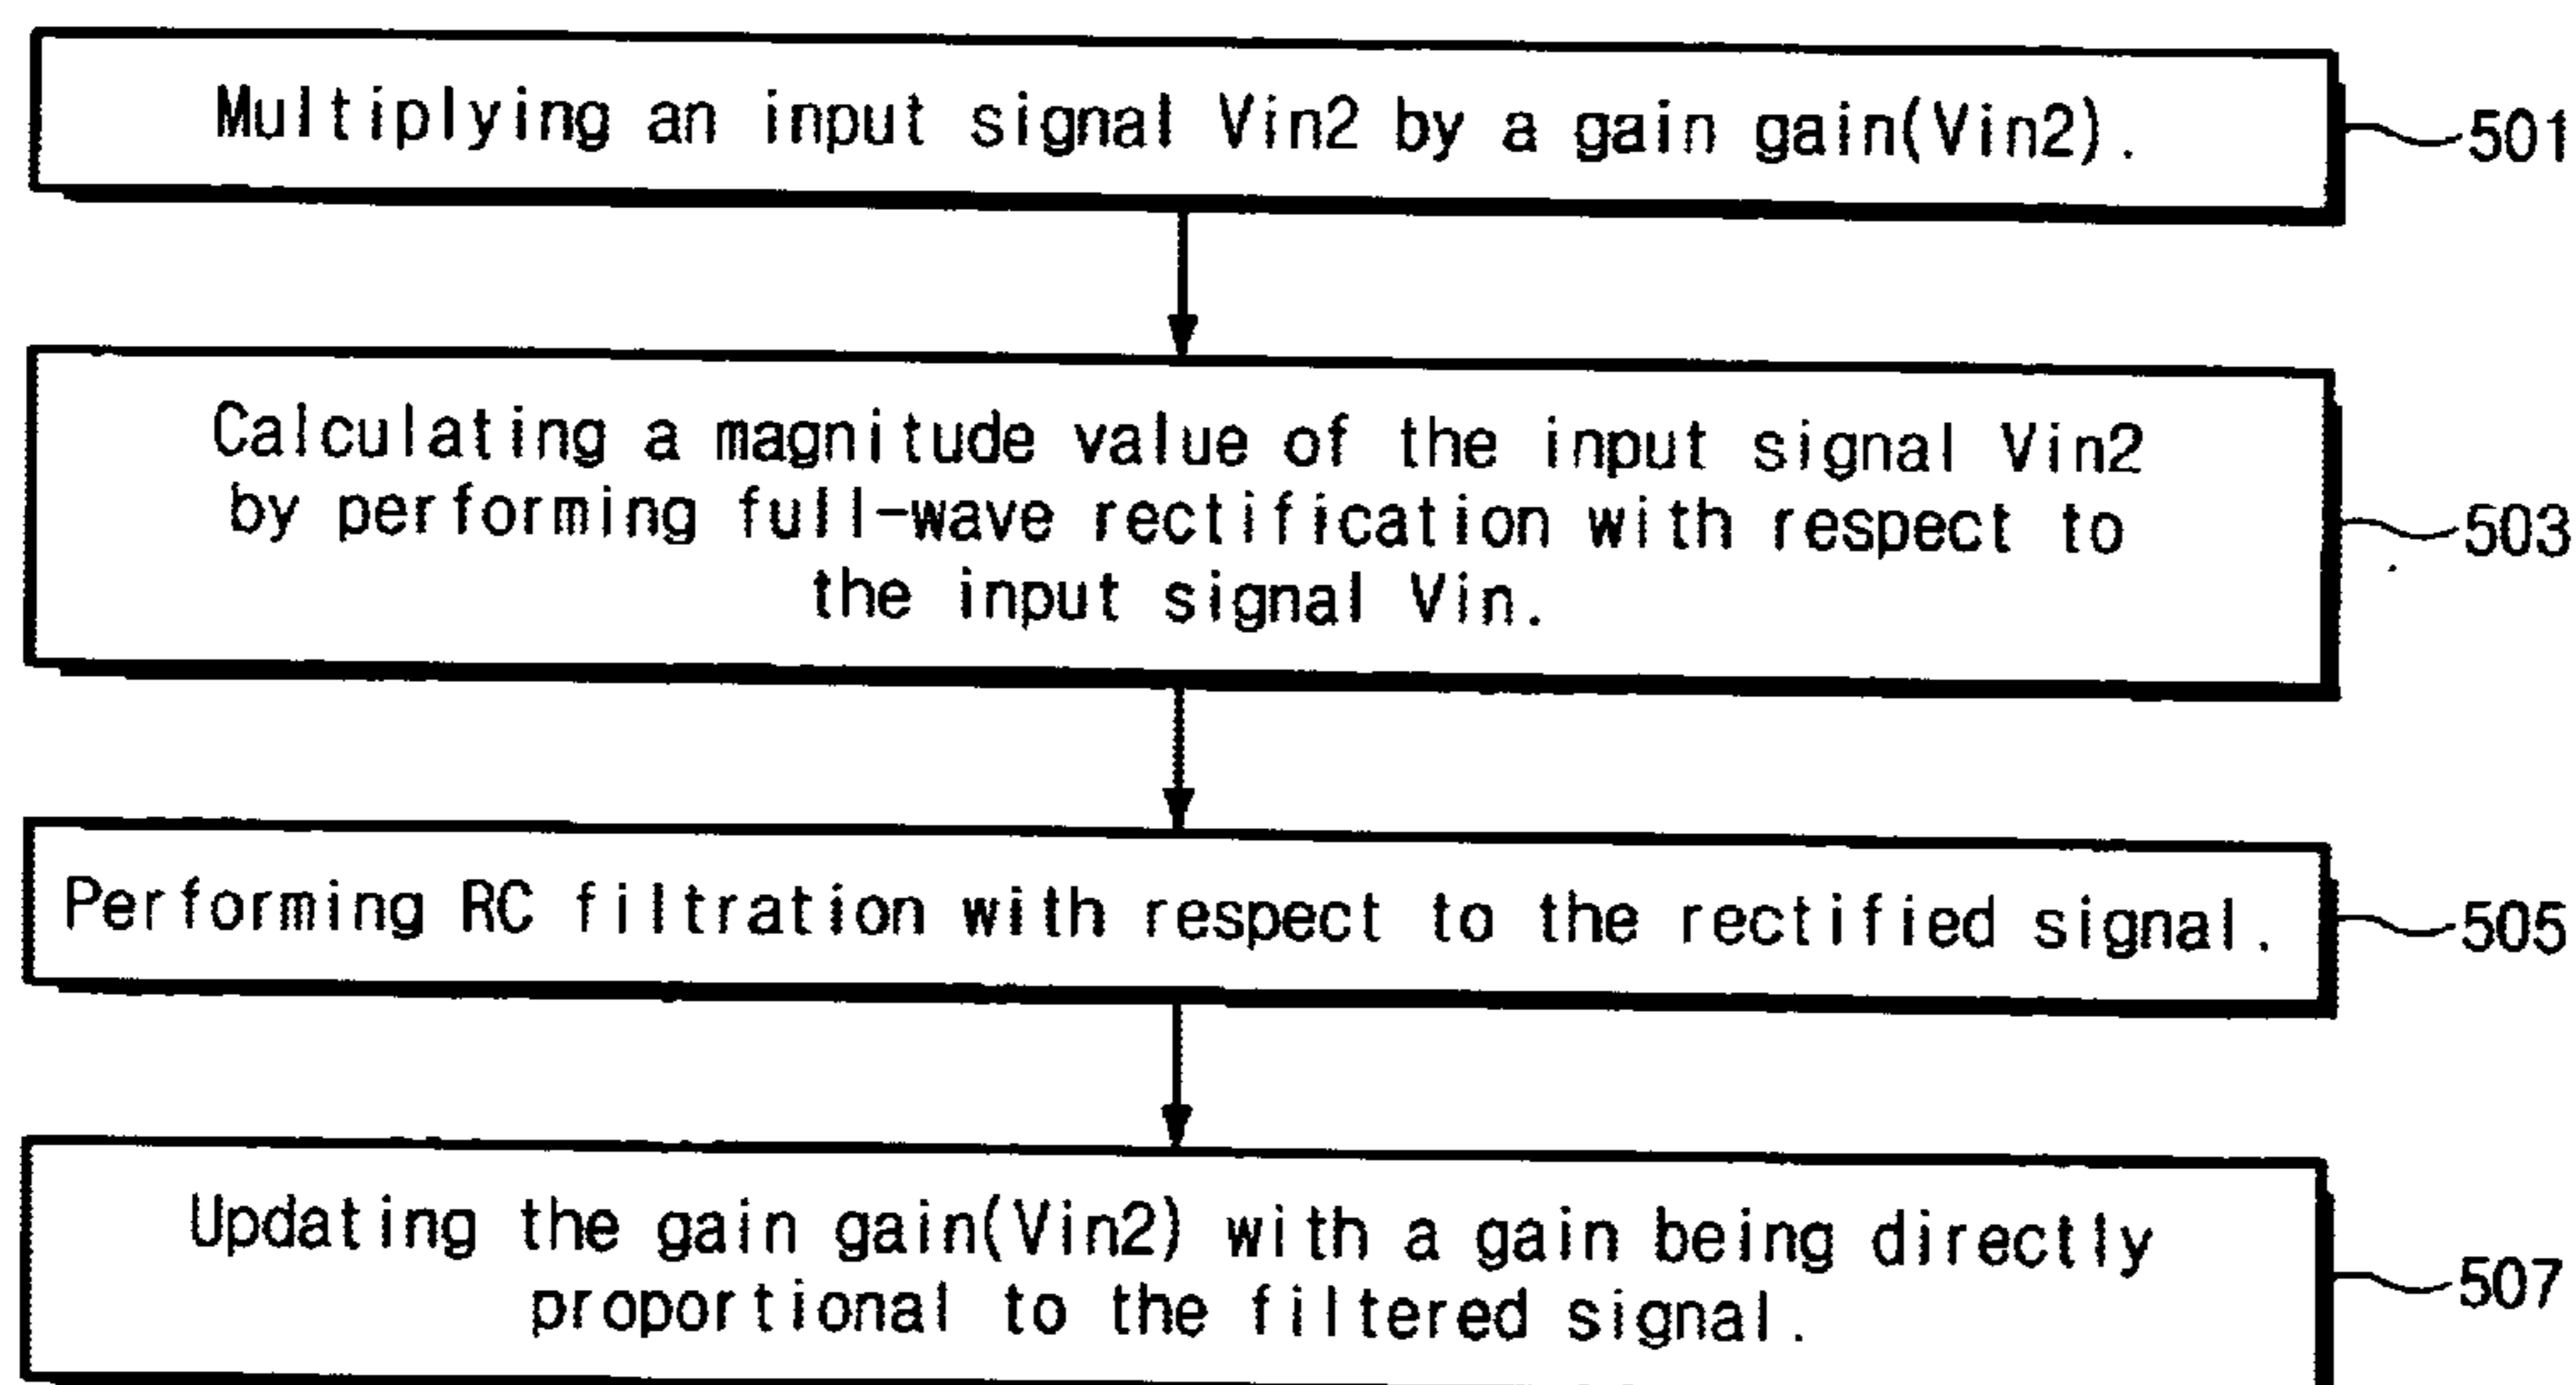 Multiplying an input signal Vin2 by a gain gain(Vin2).
501
Calculating a magnitude value of the input signal Vin2
by performing full-wave rectification with respect to
the input signal Vin.
503
Performing RC filtration with respect to the rectified signal.
505
Updating the gain gain(Vin2) with a gain being directly
proportional to the filtered signal.
507